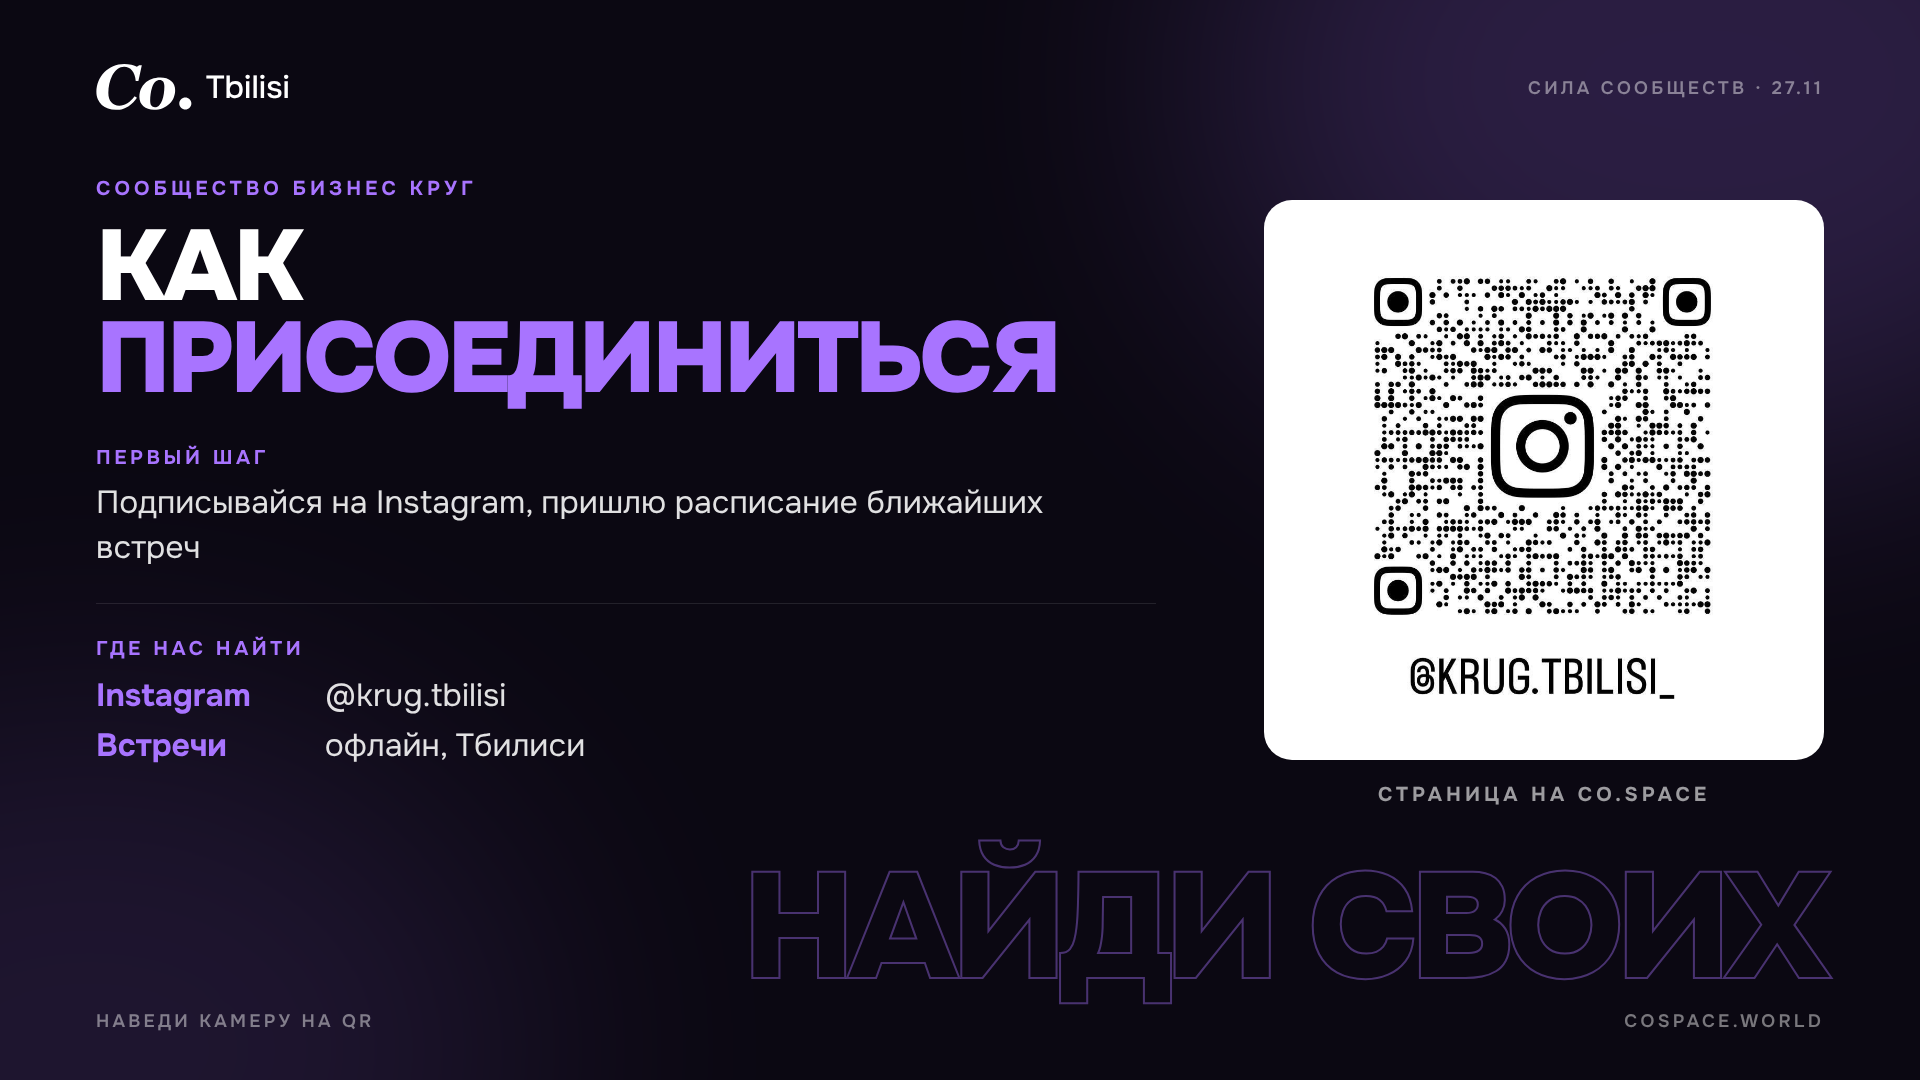 Co. Tbilisi
СИЛА СООБЩЕСТВ · 27.11
СООБЩЕСТВО БИЗНЕС КРУГ
КАК
ПРИСОЕДИНИТЬСЯ
ПЕРВЫЙ ШАГ
Подписывайся на Instagram, пришлю расписание ближайших
встреч
ГДЕ НАС НАЙТИ
Instagram @krug.tbilisi
Встречи офлайн, Тбилиси
@KRUG.TBILISI_
СТРАНИЦА НА CO.SPACE
НАЙДИ СВОИХ
НАВЕДИ КАМЕРУ НА QR
COSPACE.WORLD